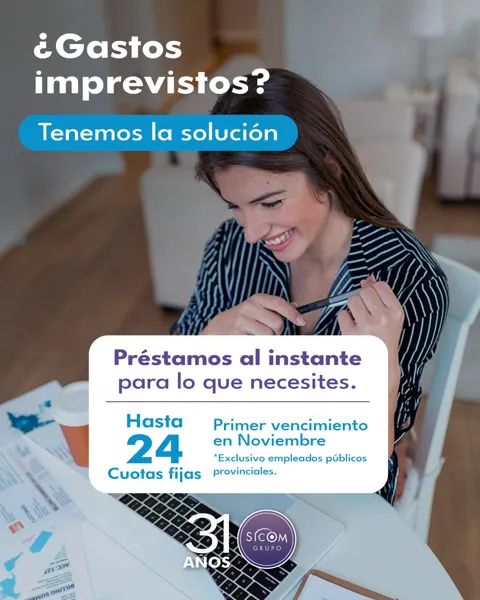 ¿Gastos
imprevistos?
Tenemos la solución
Préstamos al instante
para lo que necesites.
Hasta
24
Cuotas fijas
Primer vencimiento
en Noviembre
*Exclusivo empleados públicos
provinciales.
31
AÑOS
SICOM
GRUPO